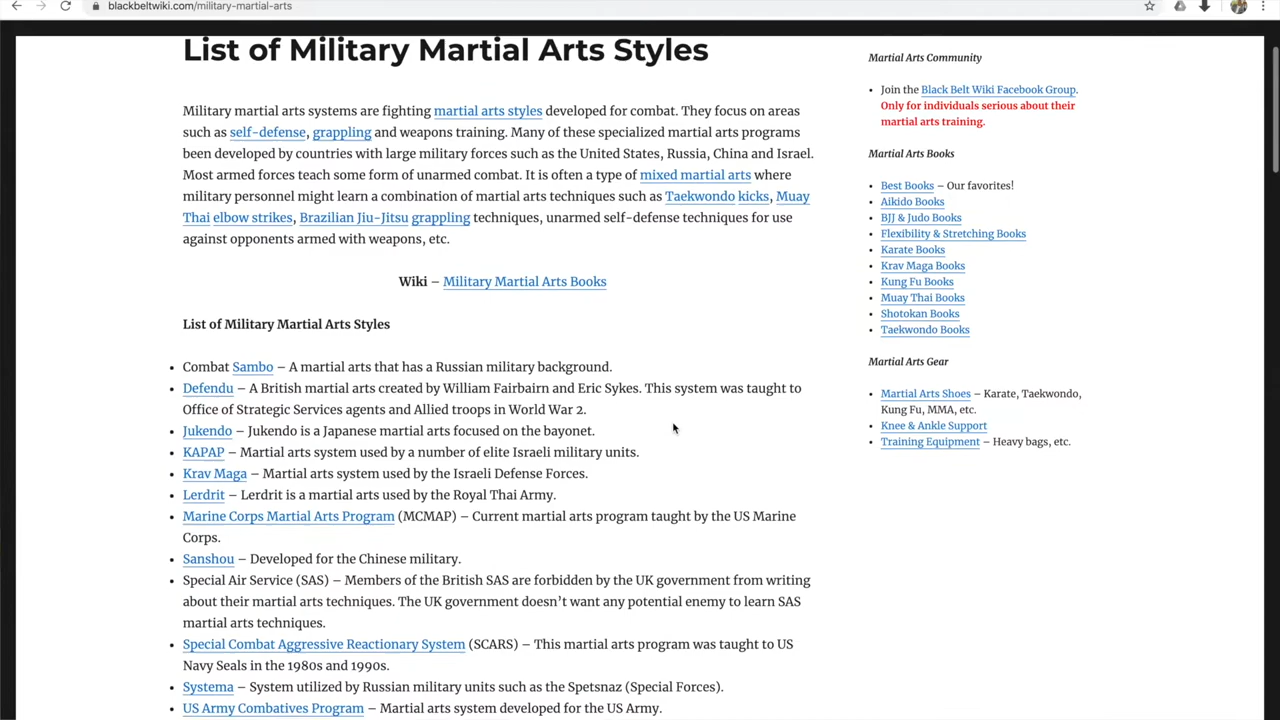 blackbeltwiki.com/military-martial-arts
List of Military Martial Arts Styles
Military martial arts systems are fighting martial arts styles developed for combat. They focus on areas
such as self-defense, grappling and weapons training. Many of these specialized martial arts programs
been developed by countries with large military forces such as the United States, Russia, China and Israel.
Most armed forces teach some form of unarmed combat. It is often a type of mixed martial arts where
military personnel might learn a combination of martial arts techniques such as Taekwondo kicks, Muay
Thai elbow strikes, Brazilian Jiu-Jitsu grappling techniques, unarmed self-defense techniques for use
against opponents armed with weapons, etc.
Wiki – Military Martial Arts Books
List of Military Martial Arts Styles
• Combat Sambo – A martial arts that has a Russian military background.
• Defendu – A British martial arts created by William Fairbairn and Eric Sykes. This system was taught to
Office of Strategic Services agents and Allied troops in World War 2.
• Jukendo – Jukendo is a Japanese martial arts focused on the bayonet.
• KAPAP – Martial arts system used by a number of elite Israeli military units.
• Krav Maga – Martial arts system used by the Israeli Defense Forces.
• Lerdrit – Lerdrit is a martial arts used by the Royal Thai Army.
• Marine Corps Martial Arts Program (MCMAP) – Current martial arts program taught by the US Marine
Corps.
• Sanshou – Developed for the Chinese military.
• Special Air Service (SAS) – Members of the British SAS are forbidden by the UK government from writing
about their martial arts techniques. The UK government doesn’t want any potential enemy to learn SAS
martial arts techniques.
• Special Combat Aggressive Reactionary System (SCARS) – This martial arts program was taught to US
Navy Seals in the 1980s and 1990s.
• Systema – System utilized by Russian military units such as the Spetsnaz (Special Forces).
• US Army Combatives Program – Martial arts system developed for the US Army.
Martial Arts Community
• Join the Black Belt Wiki Facebook Group.
Only for individuals serious about their
martial arts training.
Martial Arts Books
• Best Books – Our favorites!
• Aikido Books
• BJJ & Judo Books
• Flexibility & Stretching Books
• Karate Books
• Krav Maga Books
• Kung Fu Books
• Muay Thai Books
• Shotokan Books
• Taekwondo Books
Martial Arts Gear
• Martial Arts Shoes – Karate, Taekwondo,
Kung Fu, MMA, etc.
• Knee & Ankle Support
• Training Equipment – Heavy bags, etc.